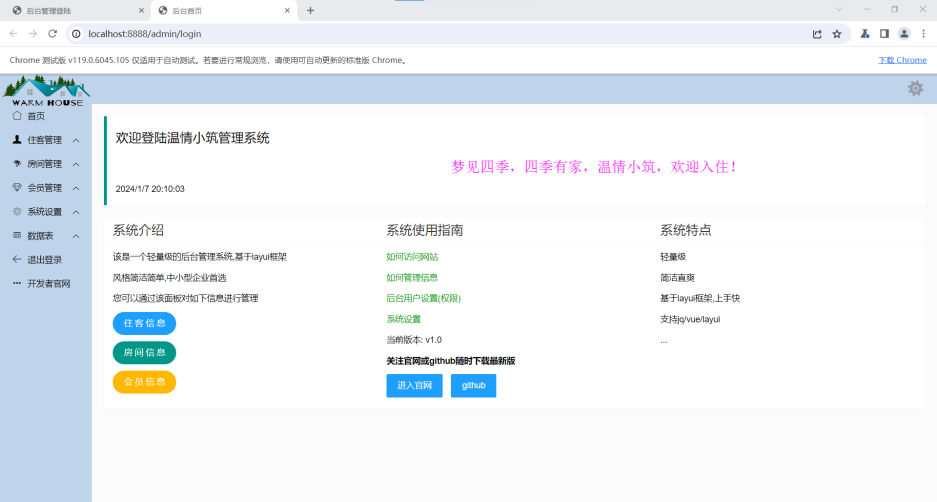 后台管理登陆
后台首页
localhost:8888/admin/login
Chrome 测试版 v119.0.6045.105 仅适用于自动测试。若要进行常规浏览，请使用可自动更新的标准版 Chrome。
下载 Chrome
WARM HOUSE
首页
住客管理
房间管理
会员管理
系统设置
数据表
退出登录
开发者官网
欢迎登陆温情小筑管理系统
梦见四季，四季有家，温情小筑，欢迎入住！
2024/1/7 20:10:03
系统介绍
该是一个轻量级的后台管理系统,基于layui框架
风格简洁简单,中小型企业首选
您可以通过该面板对如下信息进行管理
住客信息
房间信息
会员信息
系统使用指南
如何访问网站
如何管理信息
后台用户设置(权限)
系统设置
当前版本: v1.0
关注官网或github随时下载最新版
进入官网
github
系统特点
轻量级
简洁直爽
基于layui框架,上手快
支持jq/vue/layui
...